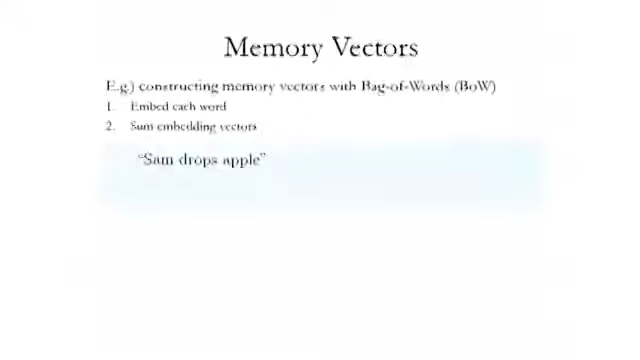 Memory Vectors
E.g.) constructing memory vectors with Bag-of-Words (BoW)
1. Embed each word
2. Sum embedding vectors
“Sam drops apple”